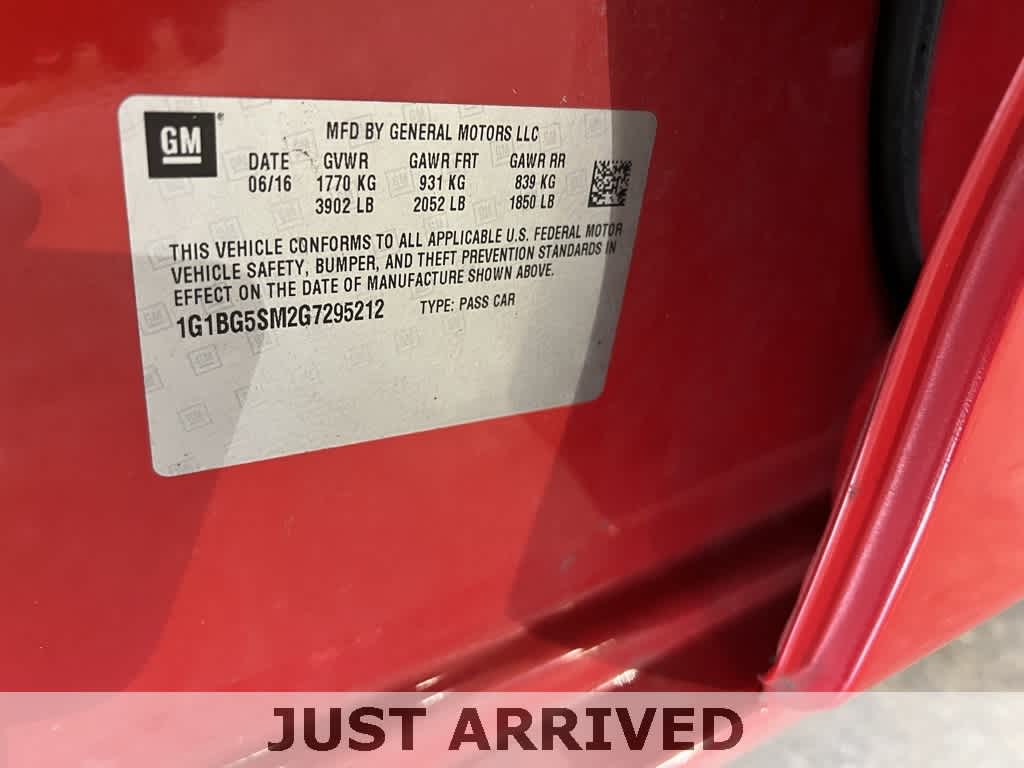 GM
MFD BY GENERAL MOTORS LLC
DATE GVWR GAWR FRT GAWR RR
06/16 1770 KG 931 KG 839 KG
3902 LB 2052 LB 1850 LB
THIS VEHICLE CONFORMS TO ALL APPLICABLE U.S. FEDERAL MOTOR
VEHICLE SAFETY, BUMPER, AND THEFT PREVENTION STANDARDS IN
EFFECT ON THE DATE OF MANUFACTURE SHOWN ABOVE.
1G1BG5SM2G7295212 TYPE: PASS CAR
JUST ARRIVED